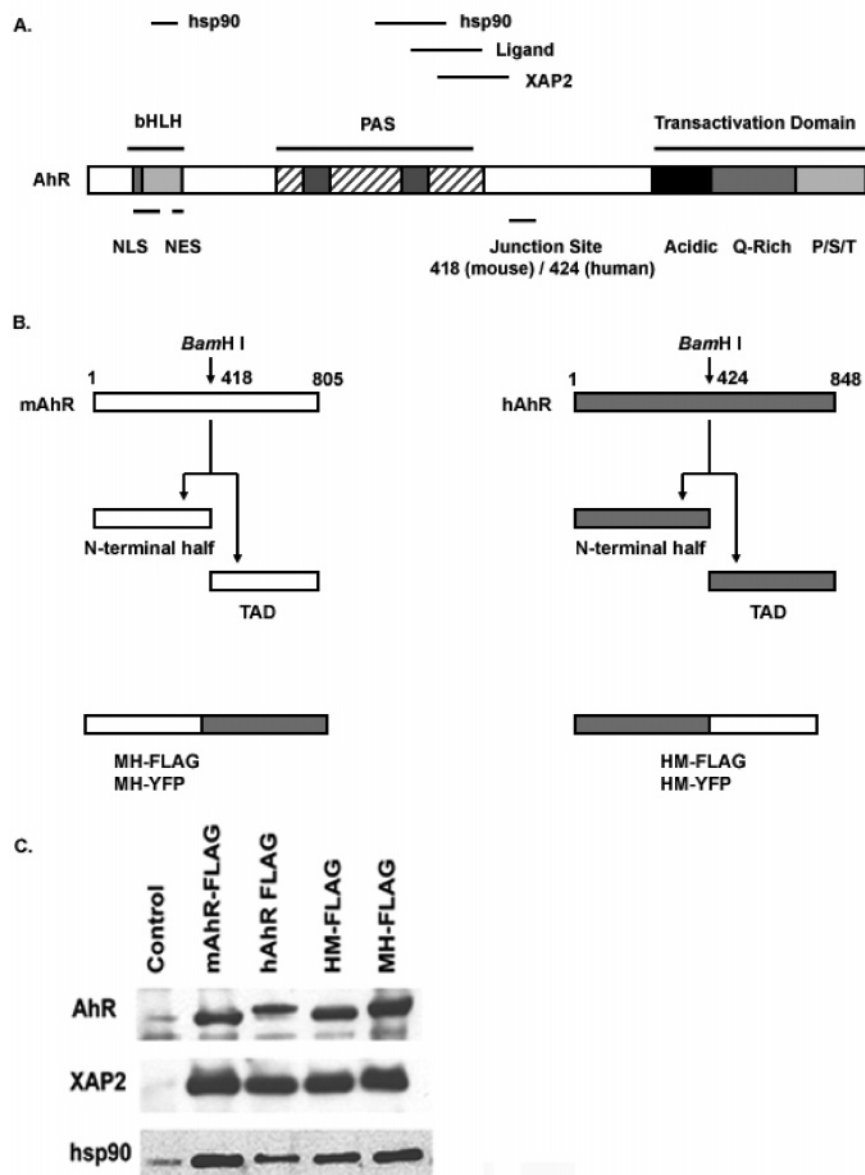 A.
hsp90 hsp90
Ligand
XAP2
bHLH PAS Transactivation Domain
AhR
NLS NES Junction Site Acidic Q-Rich P/S/T
418 (mouse) / 424 (human)
B.
BamH I BamH I
1 418 805 1 424 848
mAhR hAhR
N-terminal half N-terminal half
TAD TAD
MH-FLAG HM-FLAG
MH-YFP HM-YFP
C.
Control mAhR-FLAG hAhR FLAG HM-FLAG MH-FLAG
AhR
XAP2
hsp90